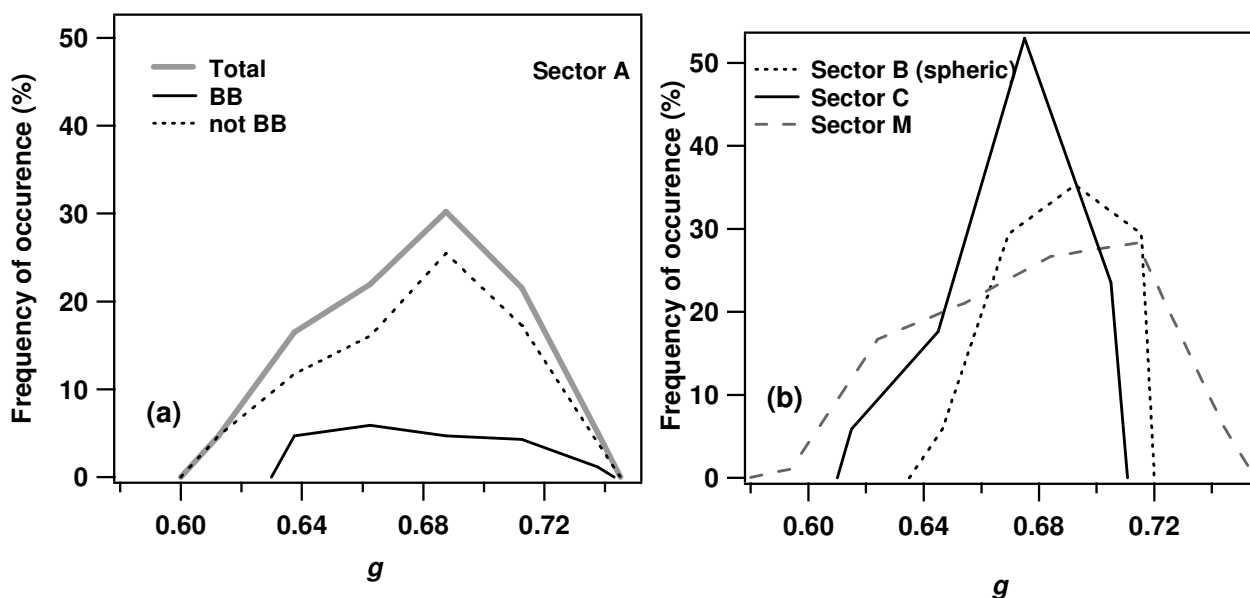 50
40
30
20
10
0
Frequency of occurence (%)
Total
BB
not BB
Sector A
(a)
0.60 0.64 0.68 0.72
g
50
40
30
20
10
0
Frequency of occurence (%)
Sector B (spheric)
Sector C
Sector M
(b)
0.60 0.64 0.68 0.72
g